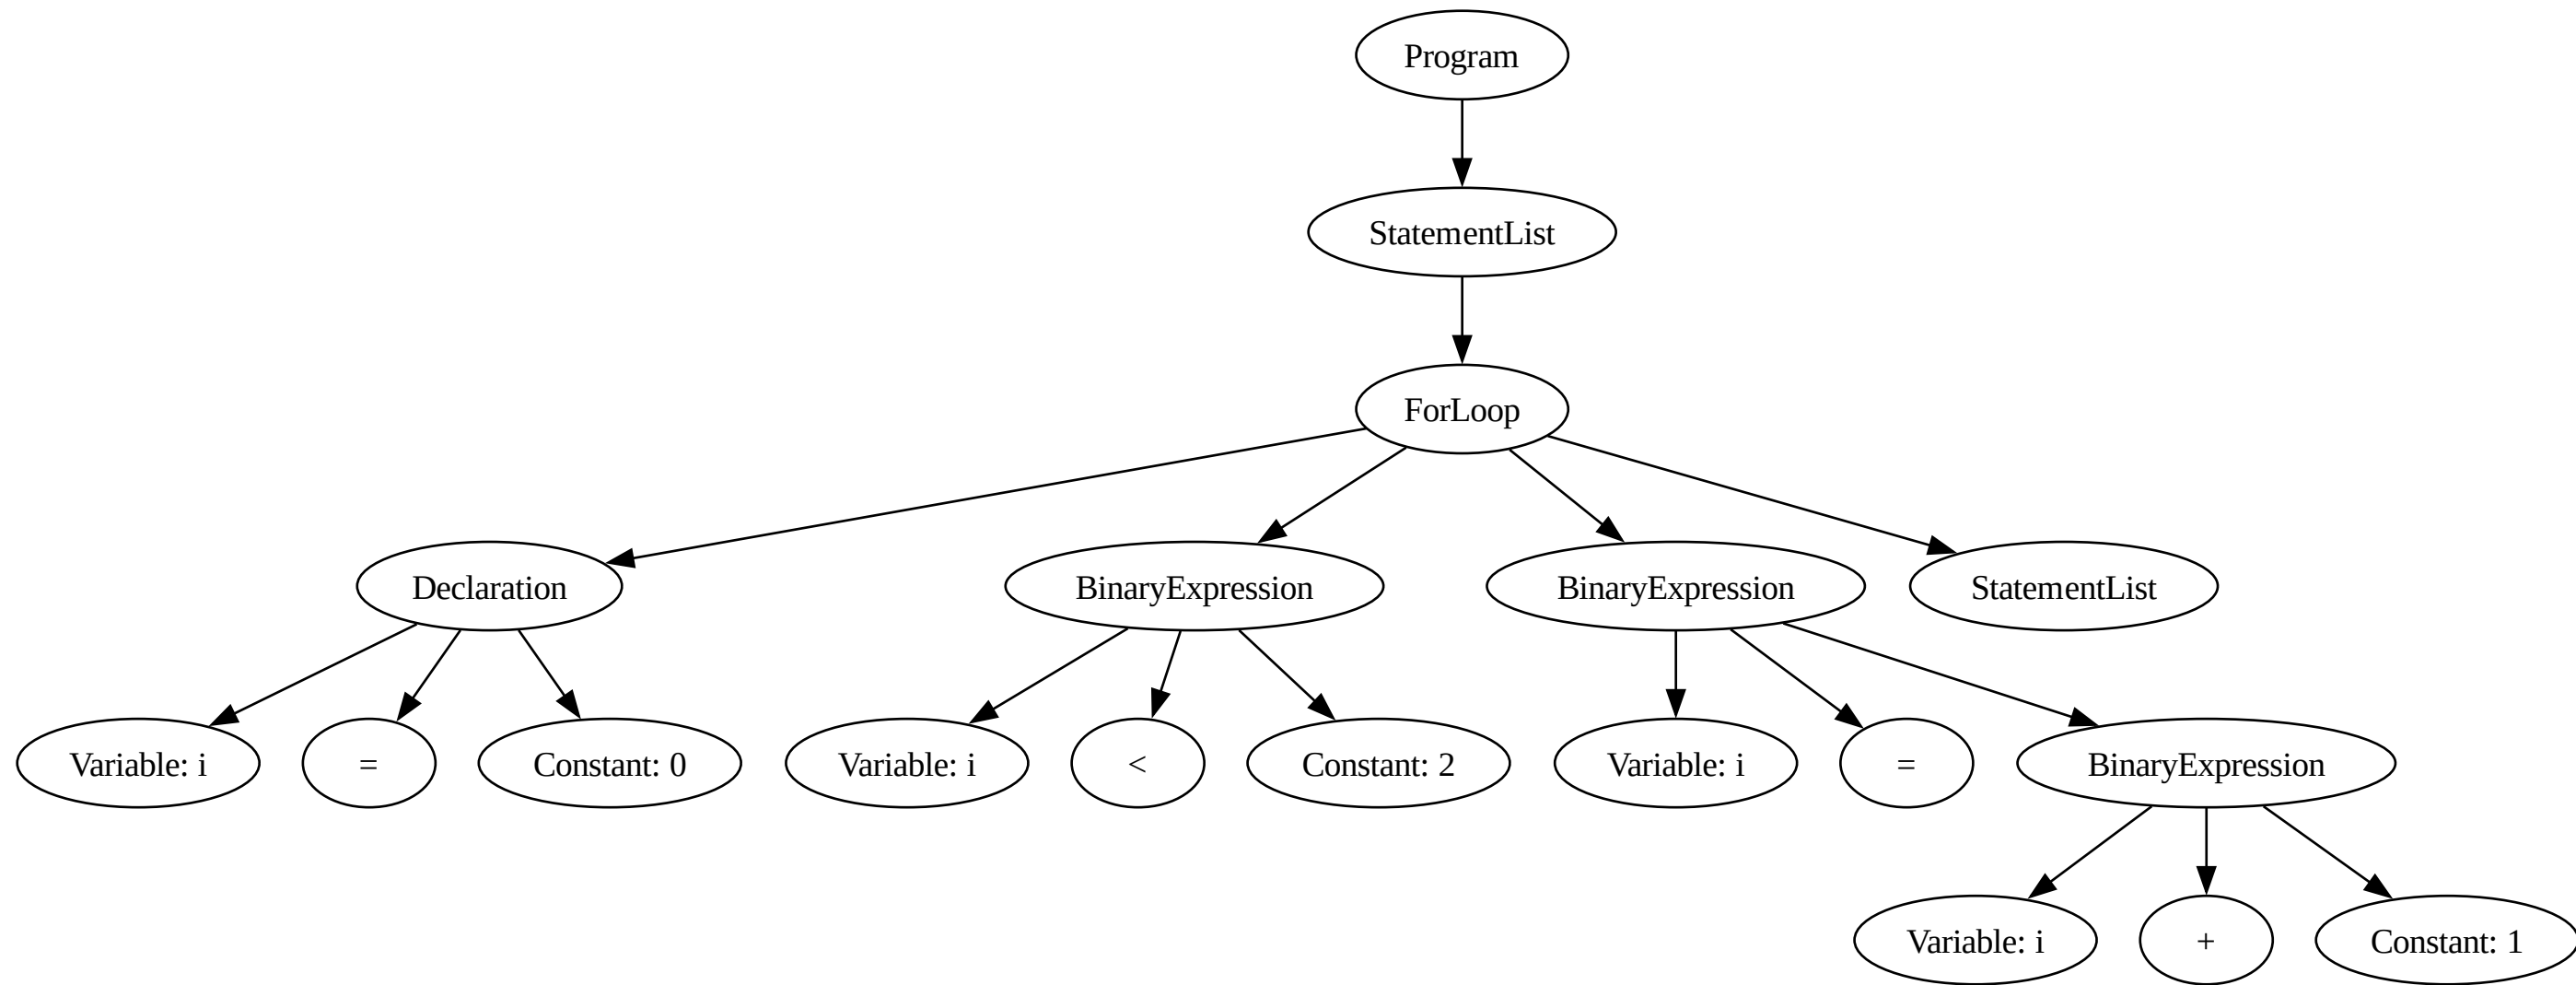 Program
StatementList
ForLoop
Declaration
BinaryExpression
BinaryExpression
StatementList
Variable: i
=
Constant: 0
Variable: i
<
Constant: 2
Variable: i
=
BinaryExpression
Variable: i
+
Constant: 1